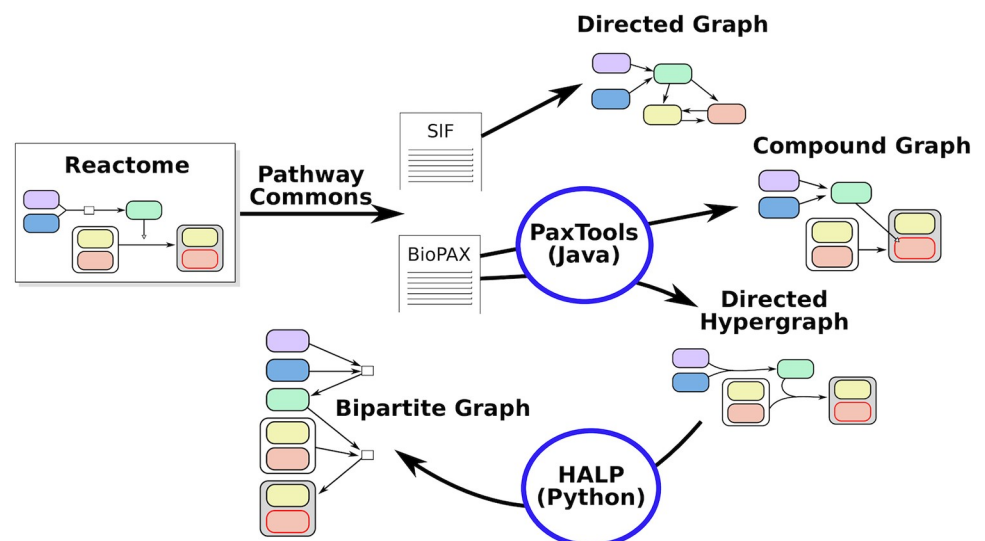 Directed Graph
SIF
Reactome
Pathway
Commons
Compound Graph
BioPAX
PaxTools
(Java)
Directed
Hypergraph
Bipartite Graph
HALP
(Python)